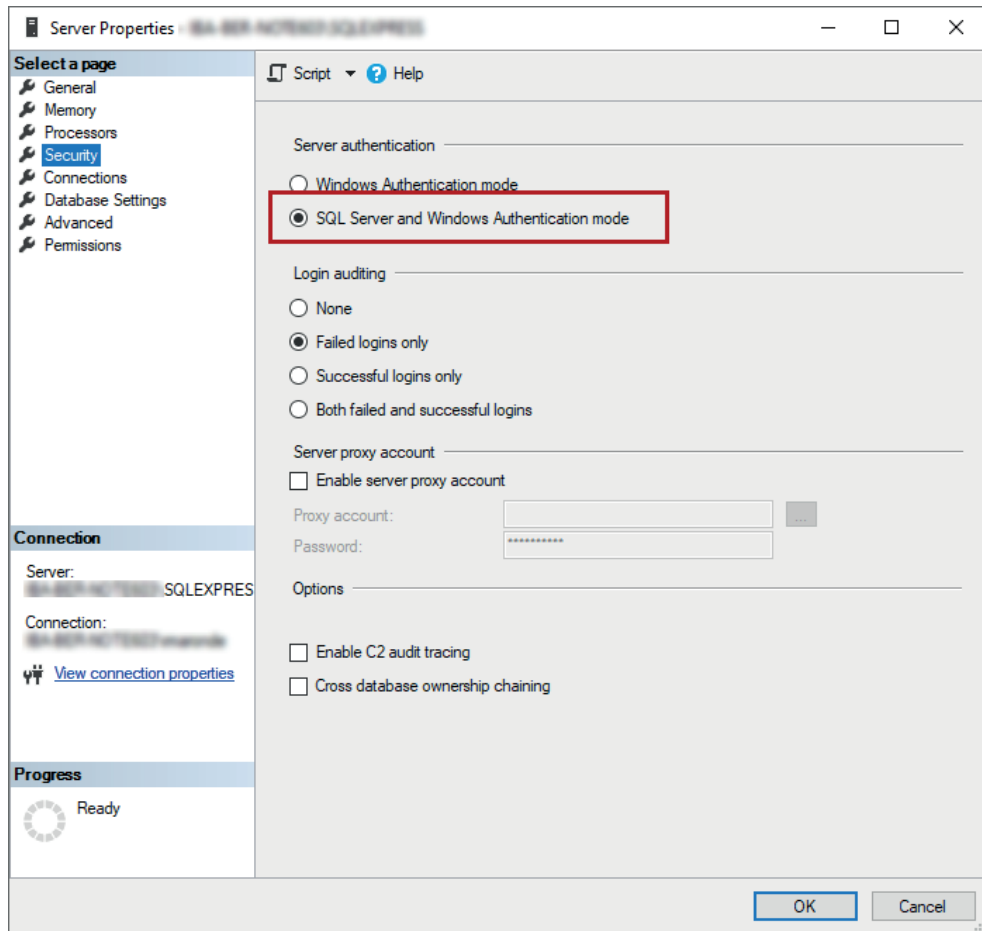 Server Properties -
Select a page
General
Memory
Processors
Security
Connections
Database Settings
Advanced
Permissions
Script
Help
Server authentication
Windows Authentication mode
SQL Server and Windows Authentication mode
Login auditing
None
Failed logins only
Successful logins only
Both failed and successful logins
Server proxy account
Enable server proxy account
Proxy account:
...
Password:
**********
Options
Enable C2 audit tracing
Cross database ownership chaining
Connection
Server:
\SQLEXPRES
Connection:
View connection properties
Progress
Ready
OK
Cancel